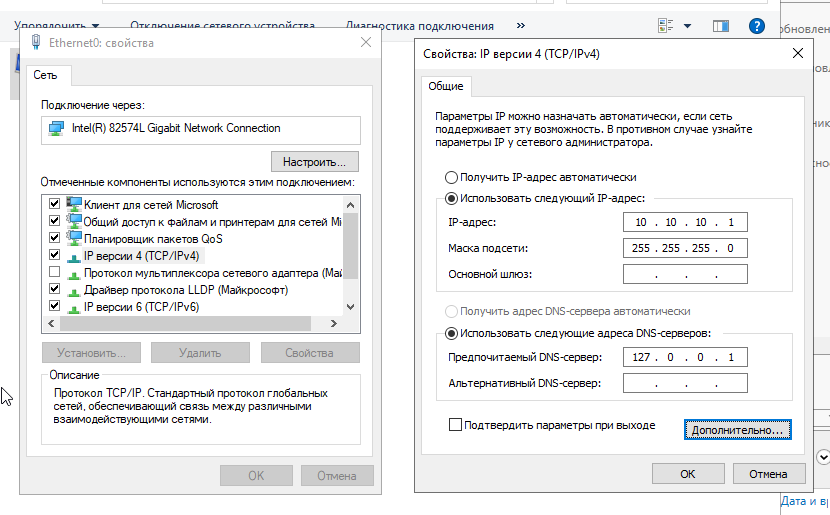 Упорядочить
Отключение сетевого устройства
Диагностика подключения
»
Ethernet0: свойства
Сеть
Подключение через:
Intel(R) 82574L Gigabit Network Connection
Настроить...
Отмеченные компоненты используются этим подключением:
Клиент для сетей Microsoft
Общий доступ к файлам и принтерам для сетей Mi
Планировщик пакетов QoS
IP версии 4 (TCP/IPv4)
Протокол мультиплексора сетевого адаптера (Май
Драйвер протокола LLDP (Майкрософт)
IP версии 6 (TCP/IPv6)
Установить...
Удалить
Свойства
Описание
Протокол TCP/IP. Стандартный протокол глобальных
сетей, обеспечивающий связь между различными
взаимодействующими сетями.
OK
Отмена
Свойства: IP версии 4 (TCP/IPv4)
Общие
Параметры IP можно назначать автоматически, если сеть
поддерживает эту возможность. В противном случае узнайте
параметры IP у сетевого администратора.
Получить IP-адрес автоматически
Использовать следующий IP-адрес:
IP-адрес: 10 . 10 . 10 . 1
Маска подсети: 255 . 255 . 255 . 0
Основной шлюз: . . .
Получить адрес DNS-сервера автоматически
Использовать следующие адреса DNS-серверов:
Предпочитаемый DNS-сервер: 127 . 0 . 0 . 1
Альтернативный DNS-сервер: . . .
Подтвердить параметры при выходе
Дополнительно...
OK
Отмена
Дата и в